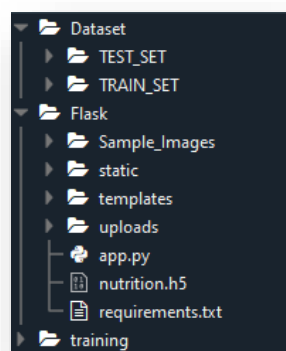 Dataset
TEST_SET
TRAIN_SET
Flask
Sample_Images
static
templates
uploads
app.py
nutrition.h5
requirements.txt
training